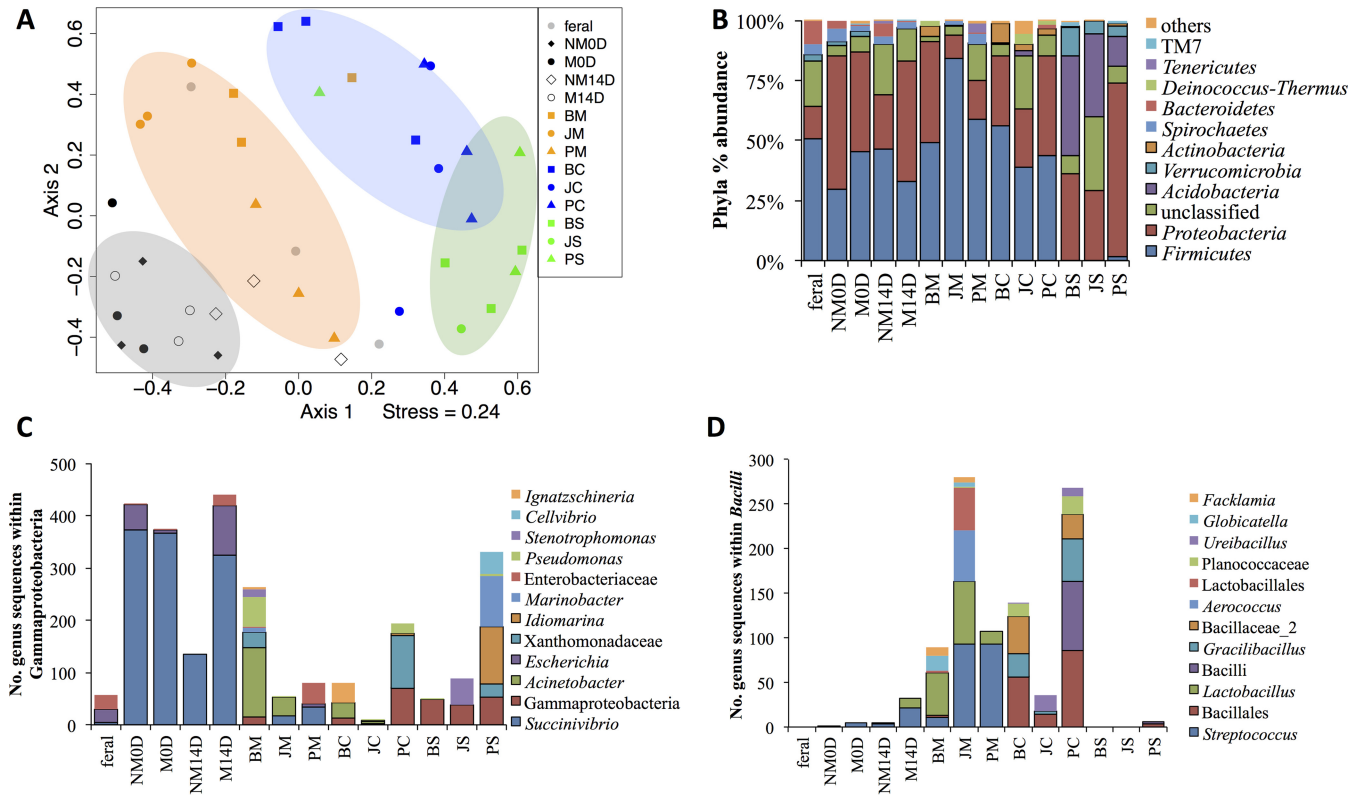 A
0.6
0.4
0.2
0.0
−0.2
−0.4
Axis 2
−0.4
−0.2
0.0
0.2
0.4
0.6
Axis 1 Stress = 0.24
feral
NM0D
M0D
NM14D
M14D
BM
JM
PM
BC
JC
PC
BS
JS
PS
B
Phyla % abundance
100%
75%
50%
25%
0%
feral
NM0D
M0D
NM14D
M14D
BM
JM
PM
BC
JC
PC
BS
JS
PS
others
TM7
Tenericutes
Deinococcus-Thermus
Bacteroidetes
Spirochaetes
Actinobacteria
Verrucomicrobia
Acidobacteria
unclassified
Proteobacteria
Firmicutes
C
No. genus sequences within
Gammaproteobacteria
500
400
300
200
100
0
feral
NM0D
M0D
NM14D
M14D
BM
JM
PM
BC
JC
PC
BS
JS
PS
Ignatzschineria
Cellvibrio
Stenotrophomonas
Pseudomonas
Enterobacteriaceae
Marinobacter
Idiomarina
Xanthomonadaceae
Escherichia
Acinetobacter
Gammaproteobacteria
Succinivibrio
D
No. genus sequences within Bacilli
300
250
200
150
100
50
0
feral
NM0D
M0D
NM14D
M14D
BM
JM
PM
BC
JC
PC
BS
JS
PS
Facklamia
Globicatella
Ureibacillus
Planococcaceae
Lactobacillales
Aerococcus
Bacillaceae_2
Gracilibacillus
Bacilli
Lactobacillus
Bacillales
Streptococcus